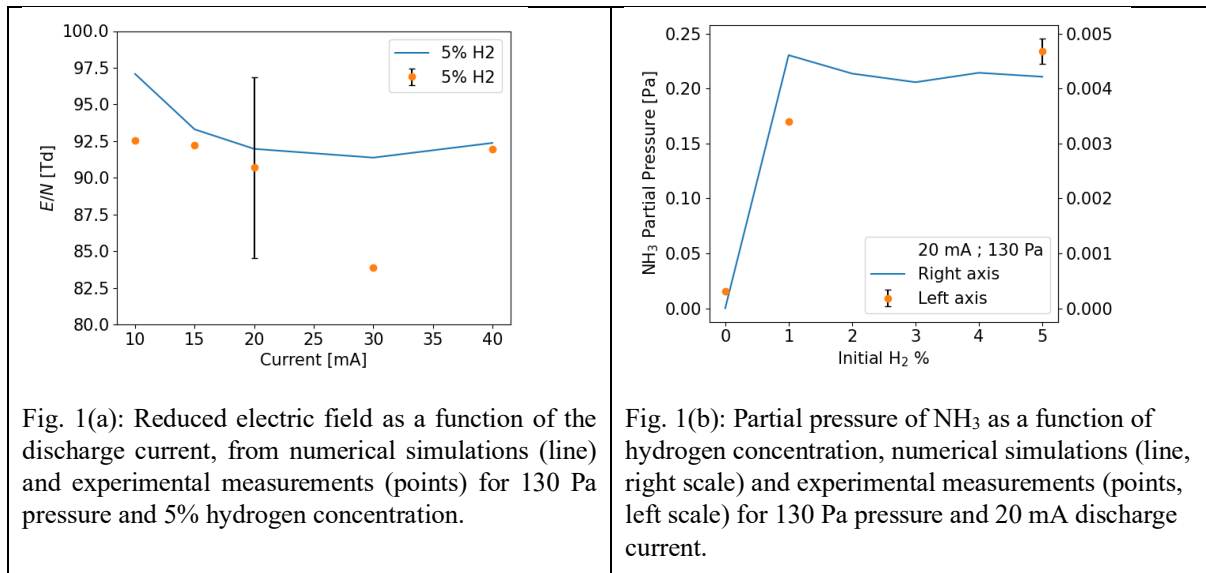 100.0
97.5
95.0
92.5
90.0
87.5
85.0
82.5
80.0
E/N [Td]
5% H2
5% H2
10 15 20 25 30 35 40
Current [mA]
Fig. 1(a): Reduced electric field as a function of the
discharge current, from numerical simulations (line)
and experimental measurements (points) for 130 Pa
pressure and 5% hydrogen concentration.
0.25
0.20
0.15
0.10
0.05
0.00
NH₃ Partial Pressure [Pa]
0.005
0.004
0.003
0.002
0.001
0.000
20 mA ; 130 Pa
Right axis
Left axis
0 1 2 3 4 5
Initial H₂ %
Fig. 1(b): Partial pressure of NH₃ as a function of
hydrogen concentration, numerical simulations (line,
right scale) and experimental measurements (points,
left scale) for 130 Pa pressure and 20 mA discharge
current.